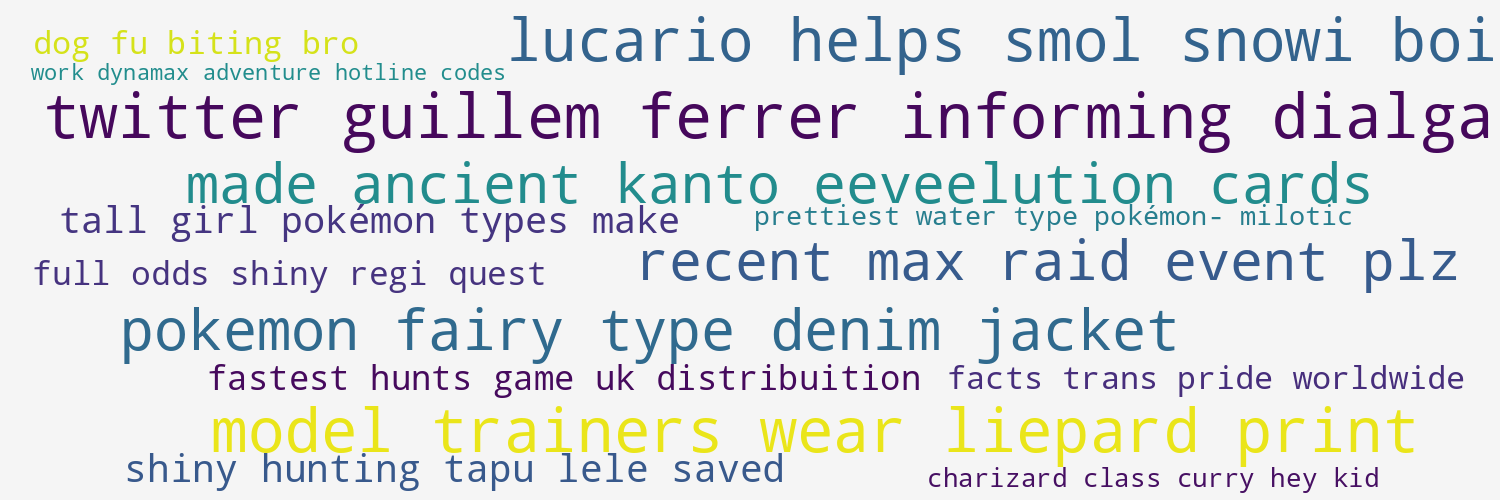 dog fu biting bro
lucario helps smol snowi boi
work dynamax adventure hotline codes
twitter guillem ferrer informing dialga
made ancient kanto eeveelution cards
tall girl pokémon types make
prettiest water type pokémon- milotic
full odds shiny regi quest
recent max raid event plz
pokemon fairy type denim jacket
fastest hunts game uk distribuition
facts trans pride worldwide
model trainers wear liepard print
shiny hunting tapu lele saved
charizard class curry hey kid